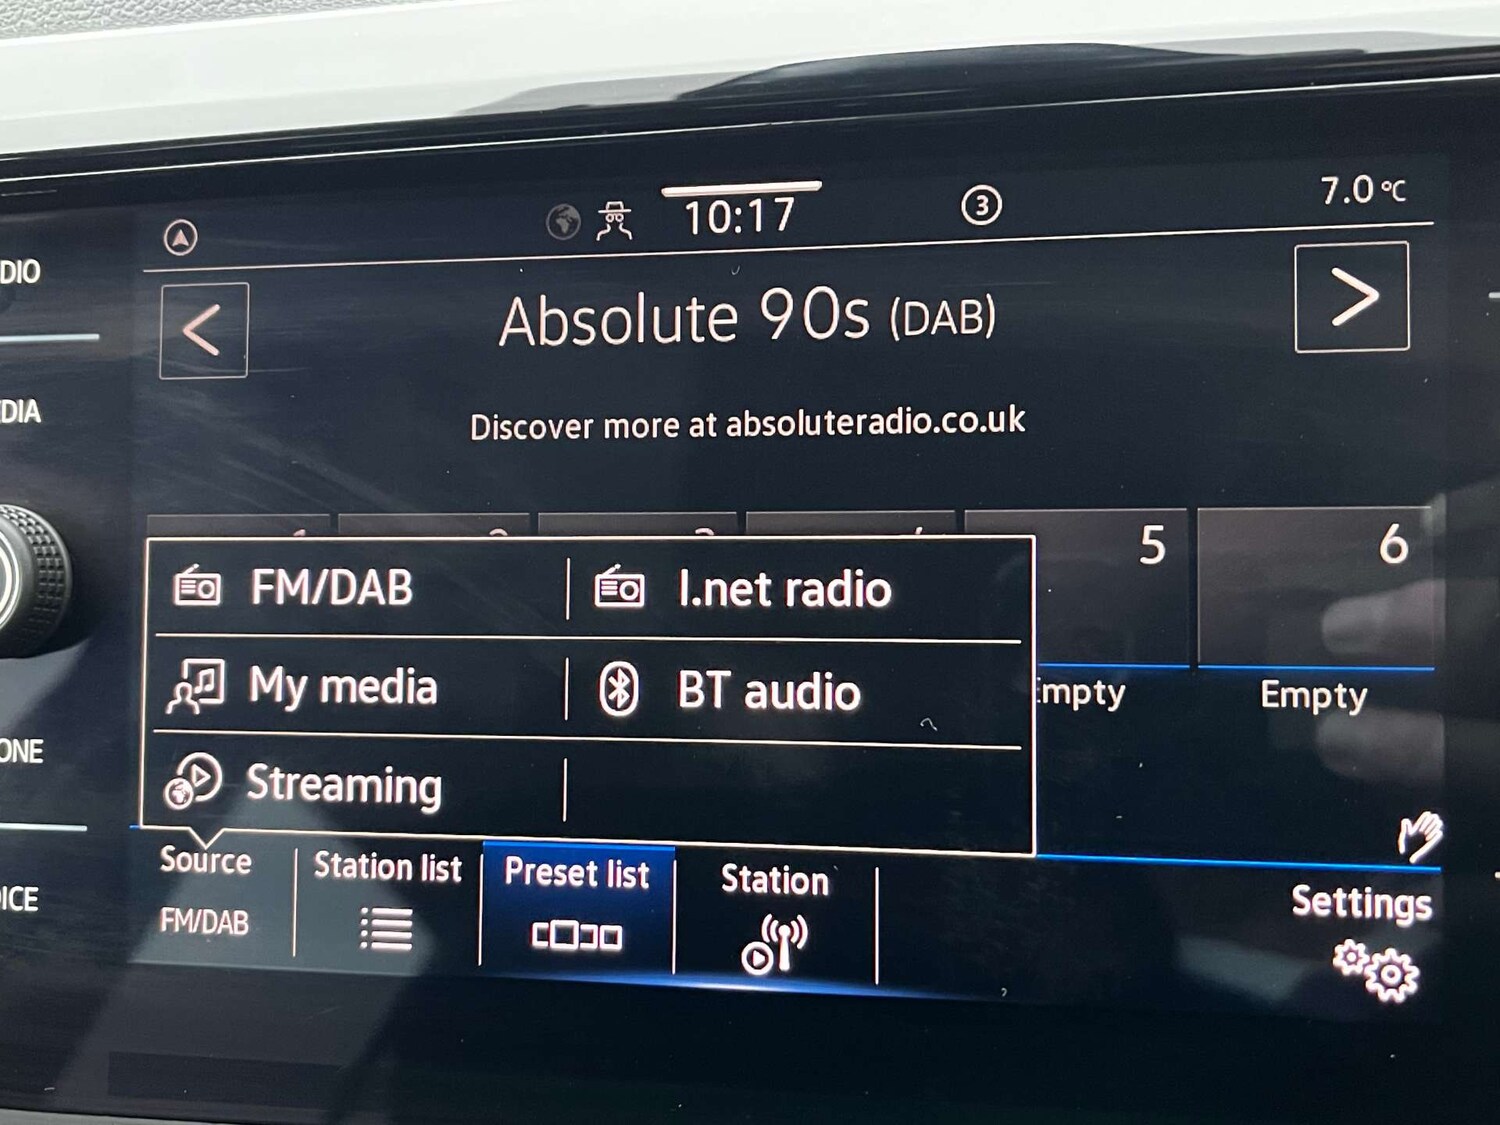 10:17
3
7.0 °C
DIO
<
Absolute 90s (DAB)
>
DIA
Discover more at absoluteradio.co.uk
5
6
FM/DAB
I.net radio
My media
BT audio
Empty
ONE
Streaming
Source
Station list
Preset list
Station
ICE
FM/DAB
Settings